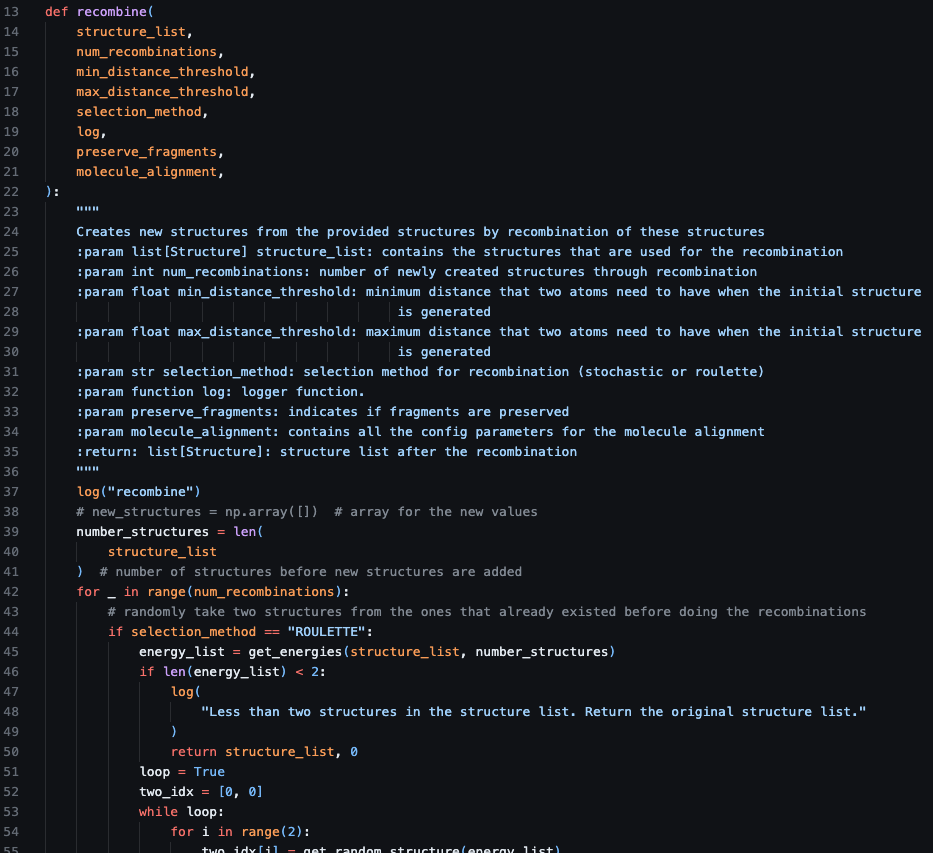 13 def recombine(
14     structure_list,
15     num_recombinations,
16     min_distance_threshold,
17     max_distance_threshold,
18     selection_method,
19     log,
20     preserve_fragments,
21     molecule_alignment,
22 ):
23     """
24     Creates new structures from the provided structures by recombination of these structures
25     :param list[Structure] structure_list: contains the structures that are used for the recombination
26     :param int num_recombinations: number of newly created structures through recombination
27     :param float min_distance_threshold: minimum distance that two atoms need to have when the initial structure
28                                          is generated
29     :param float max_distance_threshold: maximum distance that two atoms need to have when the initial structure
30                                          is generated
31     :param str selection_method: selection method for recombination (stochastic or roulette)
32     :param function log: logger function.
33     :param preserve_fragments: indicates if fragments are preserved
34     :param molecule_alignment: contains all the config parameters for the molecule alignment
35     :return: list[Structure]: structure list after the recombination
36     """
37     log("recombine")
38     # new_structures = np.array([])  # array for the new values
39     number_structures = len(
40         structure_list
41     )  # number of structures before new structures are added
42     for _ in range(num_recombinations):
43         # randomly take two structures from the ones that already existed before doing the recombinations
44         if selection_method == "ROULETTE":
45             energy_list = get_energies(structure_list, number_structures)
46             if len(energy_list) < 2:
47                 log(
48                     "Less than two structures in the structure list. Return the original structure list."
49                 )
50                 return structure_list, 0
51             loop = True
52             two_idx = [0, 0]
53             while loop:
54                 for i in range(2):
55                     two_idx[i] = get_random_structure(energy_list)